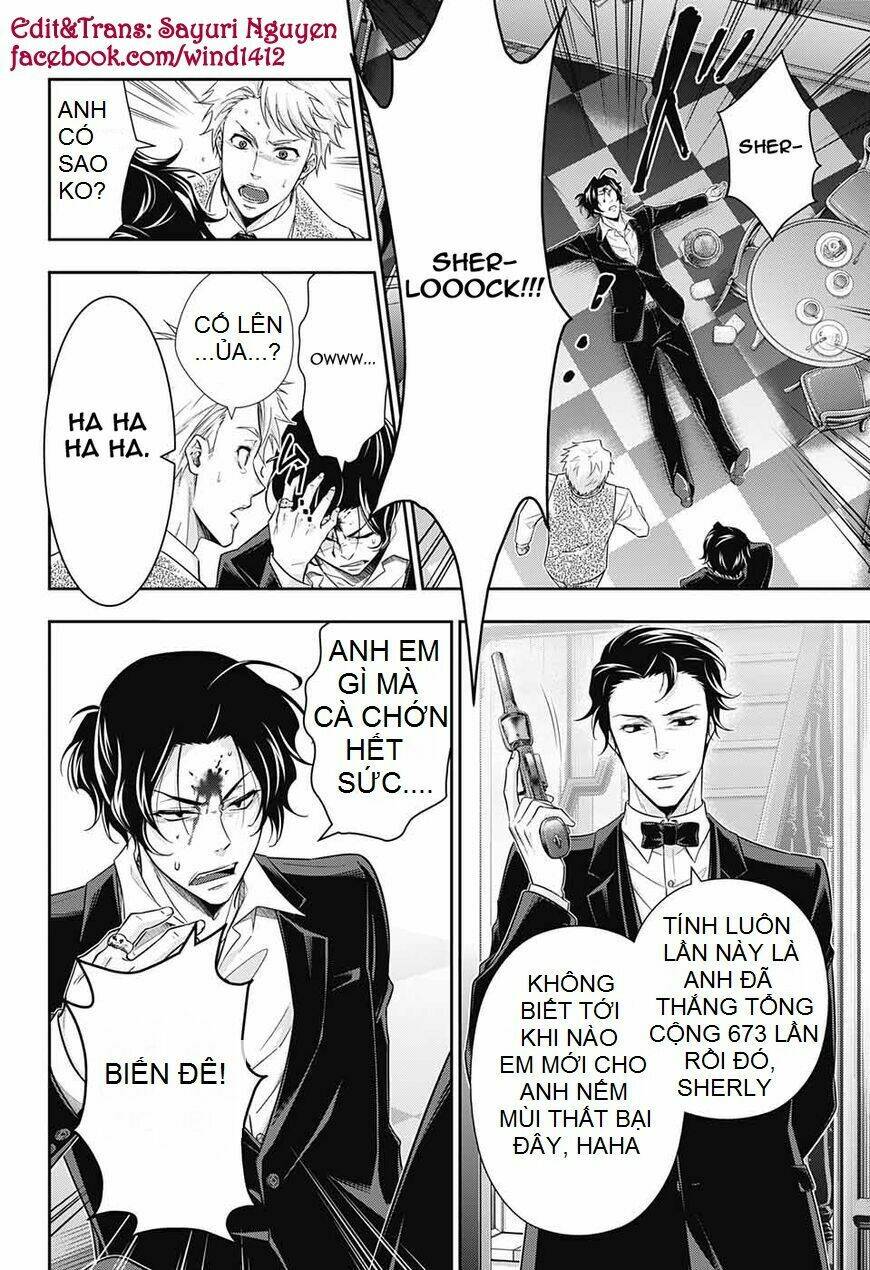 Edit&Trans: Sayuri Nguyen
facebook.com/wind1412
SHER-
SHER-
LOOOCK!!!
ANH
CÓ
SAO
KO?
OWWW...
CỐ LÊN
...ỦA...?
HA HA
HA HA.
TÍNH LUÔN
LẦN NÀY LÀ
ANH ĐÃ
THẮNG TỔNG
CỘNG 673 LẦN
RỒI ĐÓ,
SHERLY
KHÔNG
BIẾT TỚI
KHI NÀO
EM MỚI CHO
ANH NẾM
MÙI THẤT BẠI
ĐÂY, HAHA
ANH EM
GÌ MÀ
CÀ CHỚN
HẾT
SỨC....
BIẾN ĐÊ!